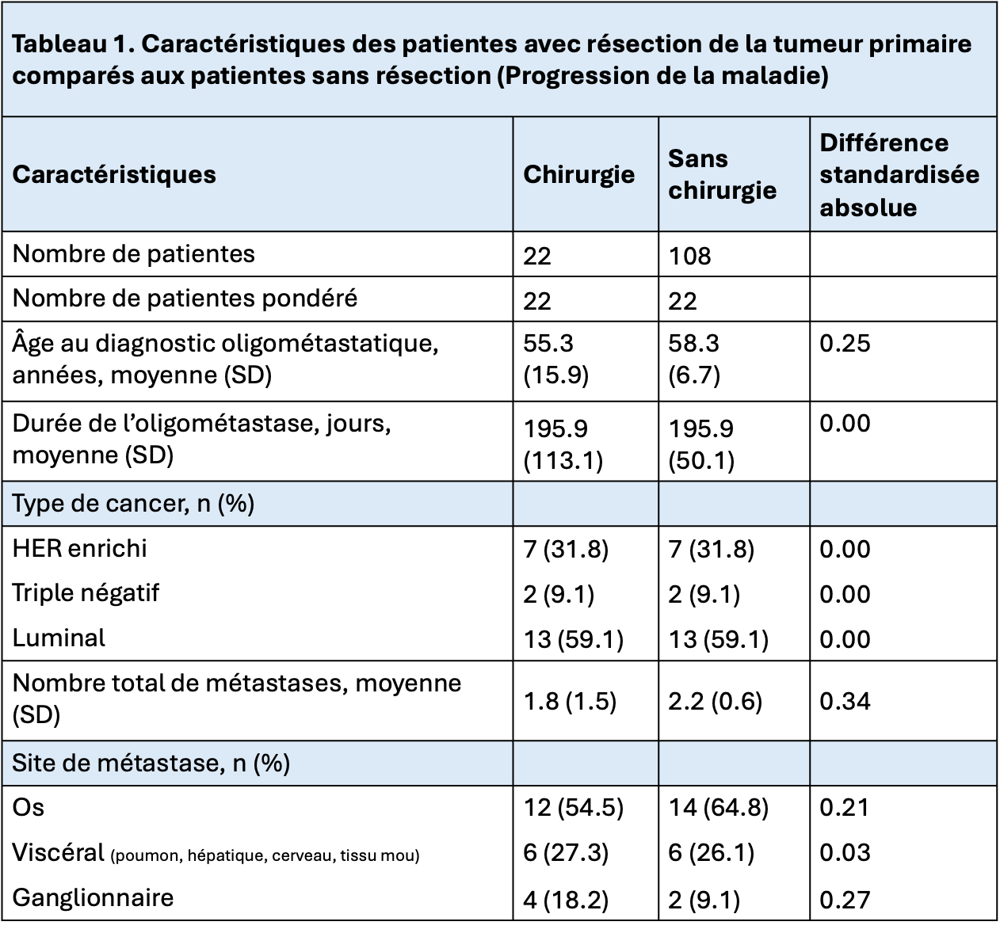 Tableau 1. Caractéristiques des patientes avec résection de la tumeur primaire
comparés aux patientes sans résection (Progression de la maladie)
Caractéristiques Chirurgie Sans chirurgie Différence standardisée absolue
Nombre de patientes 22 108
Nombre de patientes pondéré 22 22
Âge au diagnostic oligométastatique, 55.3 58.3 0.25
années, moyenne (SD) (15.9) (6.7)
Durée de l’oligométastase, jours, 195.9 195.9 0.00
moyenne (SD) (113.1) (50.1)
Type de cancer, n (%)
HER enrichi 7 (31.8) 7 (31.8) 0.00
Triple négatif 2 (9.1) 2 (9.1) 0.00
Luminal 13 (59.1) 13 (59.1) 0.00
Nombre total de métastases, moyenne
(SD) 1.8 (1.5) 2.2 (0.6) 0.34
Site de métastase, n (%)
Os 12 (54.5) 14 (64.8) 0.21
Viscéral (poumon, hépatique, cerveau, tissu mou) 6 (27.3) 6 (26.1) 0.03
Ganglionnaire 4 (18.2) 2 (9.1) 0.27